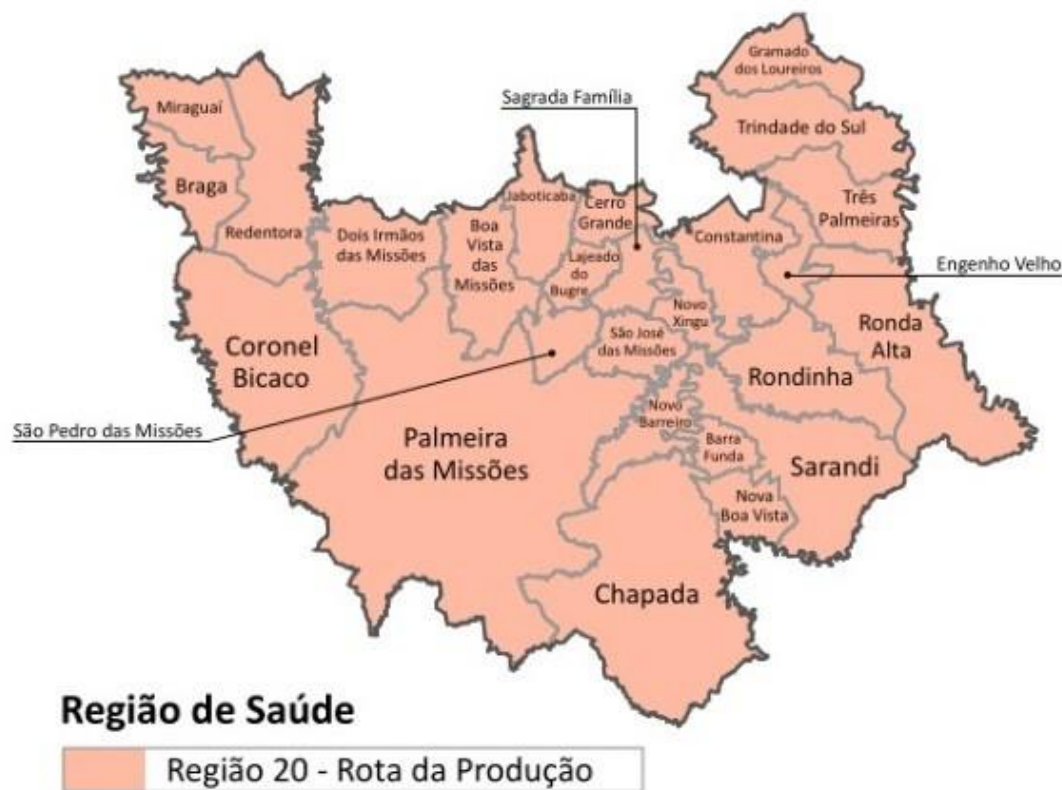 Gramado
dos Loureiros
Sagrada Família
Miraguaí
Trindade do Sul
Braga
Jaboticaba
Cerro
Grande
Três
Palmeiras
Redentora
Dois Irmãos
das Missões
Boa
Vista
das
Missões
Constantina
Lajeado
do
Bugre
Engenho Velho
Novo
Xingu
Ronda
Alta
Coronel
Bicaco
São José
das Missões
Rondinha
São Pedro das Missões
Palmeira
das Missões
Novo
Barreiro
Barra
Funda
Sarandi
Nova
Boa Vista
Chapada
Região de Saúde
Região 20 - Rota da Produção